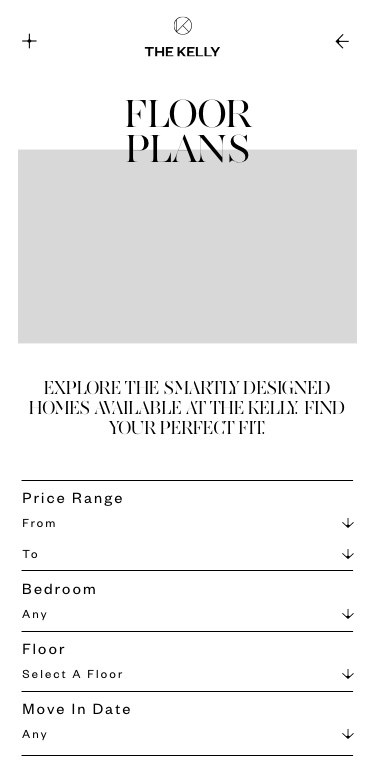 THE KELLY
FLOOR
PLANS
EXPLORE THE SMARTLY DESIGNED
HOMES AVAILABLE AT THE KELLY. FIND
YOUR PERFECT FIT.
Price Range
From
To
Bedroom
Any
Floor
Select A Floor
Move In Date
Any